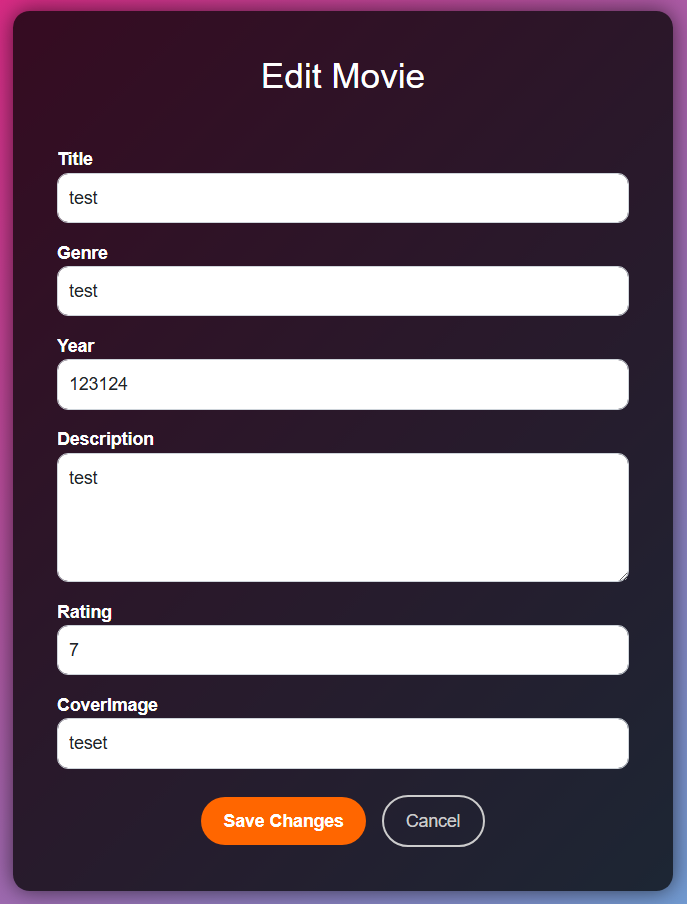 Edit Movie
Title
test
Genre
test
Year
123124
Description
test
Rating
7
CoverImage
teset
Save Changes
Cancel